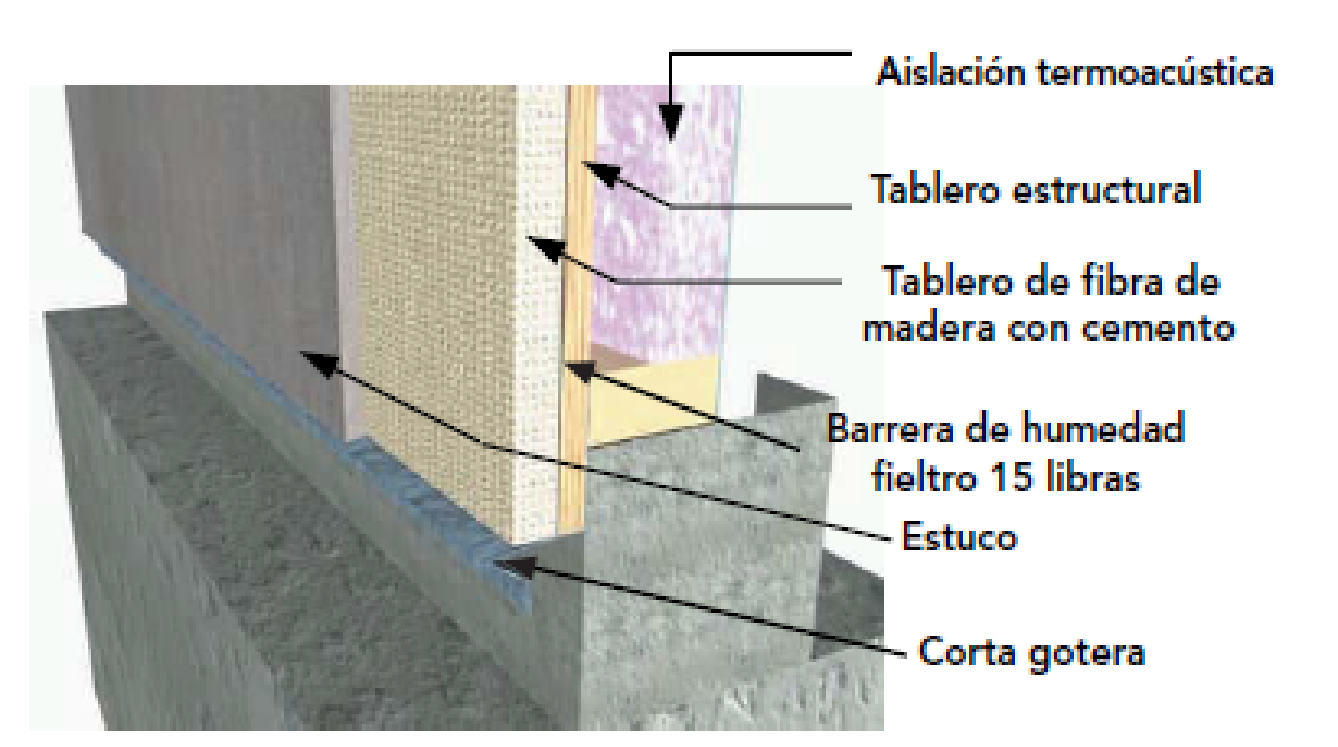 Aislación termoacústica
Tablero estructural
Tablero de fibra de
madera con cemento
Barrera de humedad
fieltro 15 libras
Estuco
Corta gotera